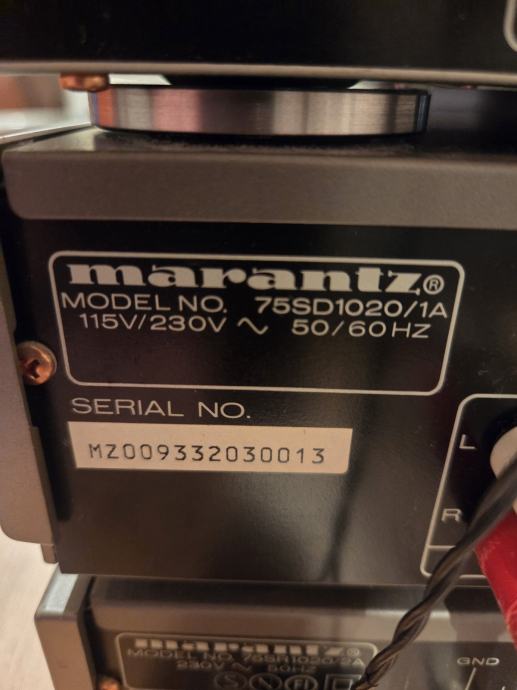 marantz®
MODEL NO. 75SD1020/1A
115V/230V ∿ 50/60HZ
SERIAL NO.
MZ009332030013
L
R
marantz
MODEL NO. 75SR1020/2A
230V ∿ 50HZ
GND